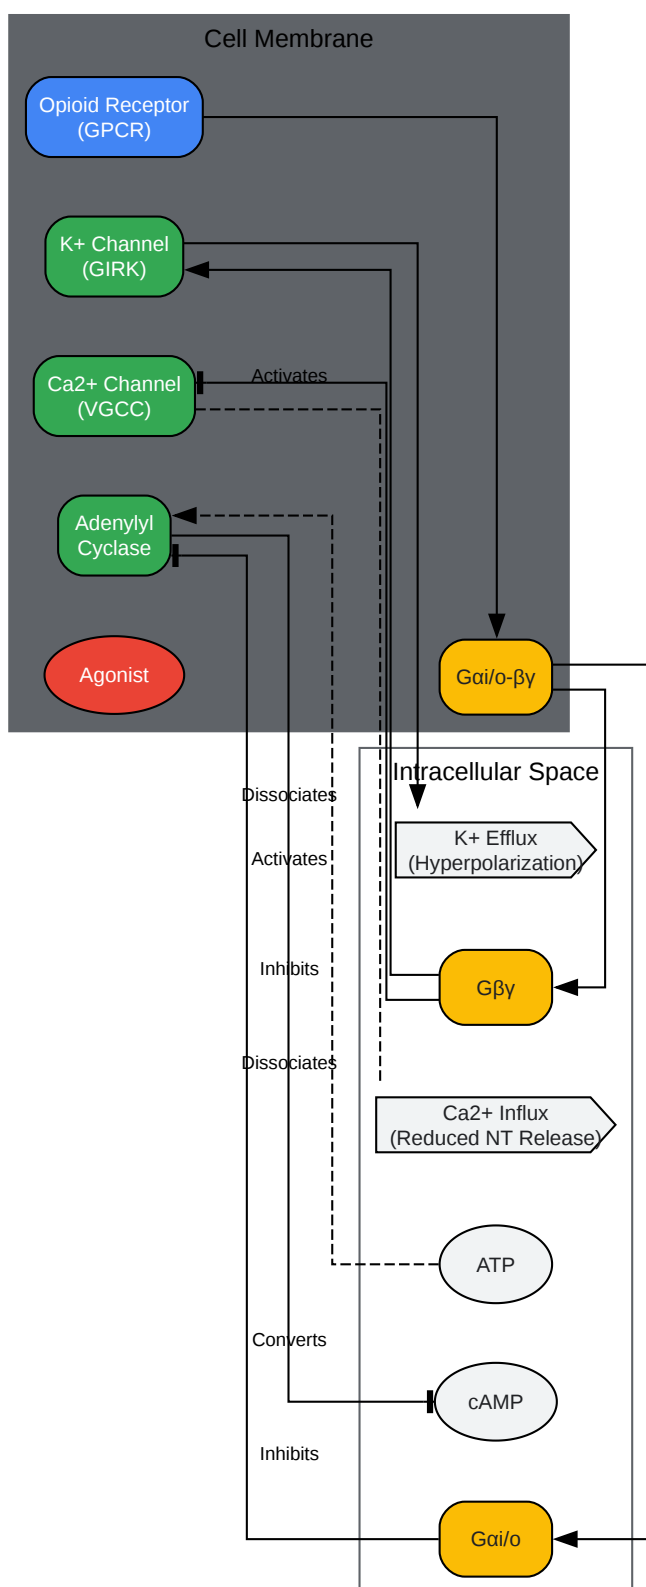 Cell Membrane
Opioid Receptor
(GPCR)
K+ Channel
(GIRK)
Activates
Ca2+ Channel
(VGCC)
Adenylyl
Cyclase
Agonist
Gαi/o-βγ
Intracellular Space
Dissociates
K+ Efflux
(Hyperpolarization)
Activates
Inhibits
Gβγ
Dissociates
Ca2+ Influx
(Reduced NT Release)
ATP
Converts
cAMP
Inhibits
Gαi/o